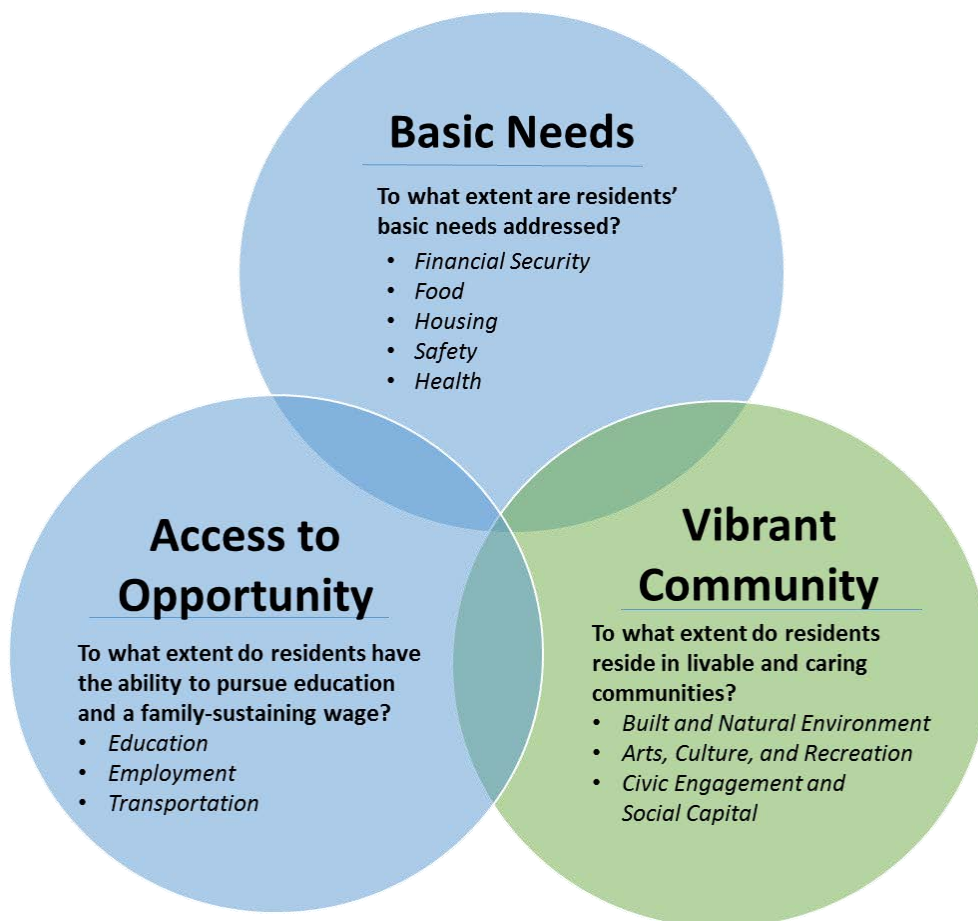 Basic Needs
To what extent are residents'
basic needs addressed?
• Financial Security
• Food
• Housing
• Safety
• Health
Access to
Opportunity
To what extent do residents have
the ability to pursue education
and a family-sustaining wage?
• Education
• Employment
• Transportation
Vibrant
Community
To what extent do residents
reside in livable and caring
communities?
• Built and Natural Environment
• Arts, Culture, and Recreation
• Civic Engagement and
Social Capital